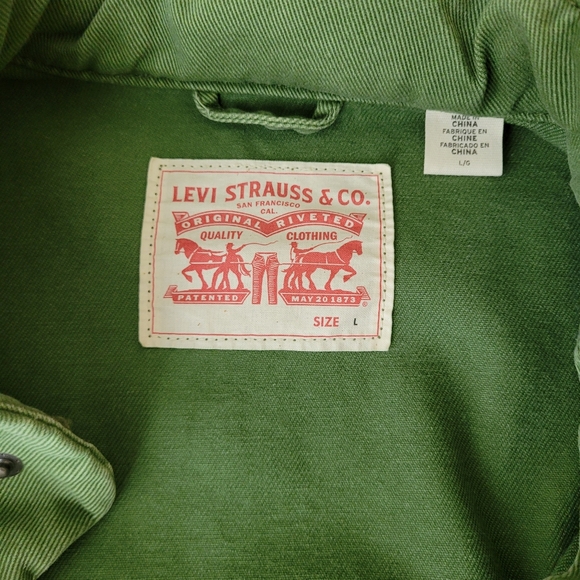 MADE IN
CHINA
FABRIQUE EN
CHINE
FABRICADO EN
CHINA
L/G
LEVI STRAUSS & CO.
SAN FRANCISCO
CAL.
ORIGINAL RIVETED
QUALITY CLOTHING
PATENTED MAY 20 1873
®
SIZE L